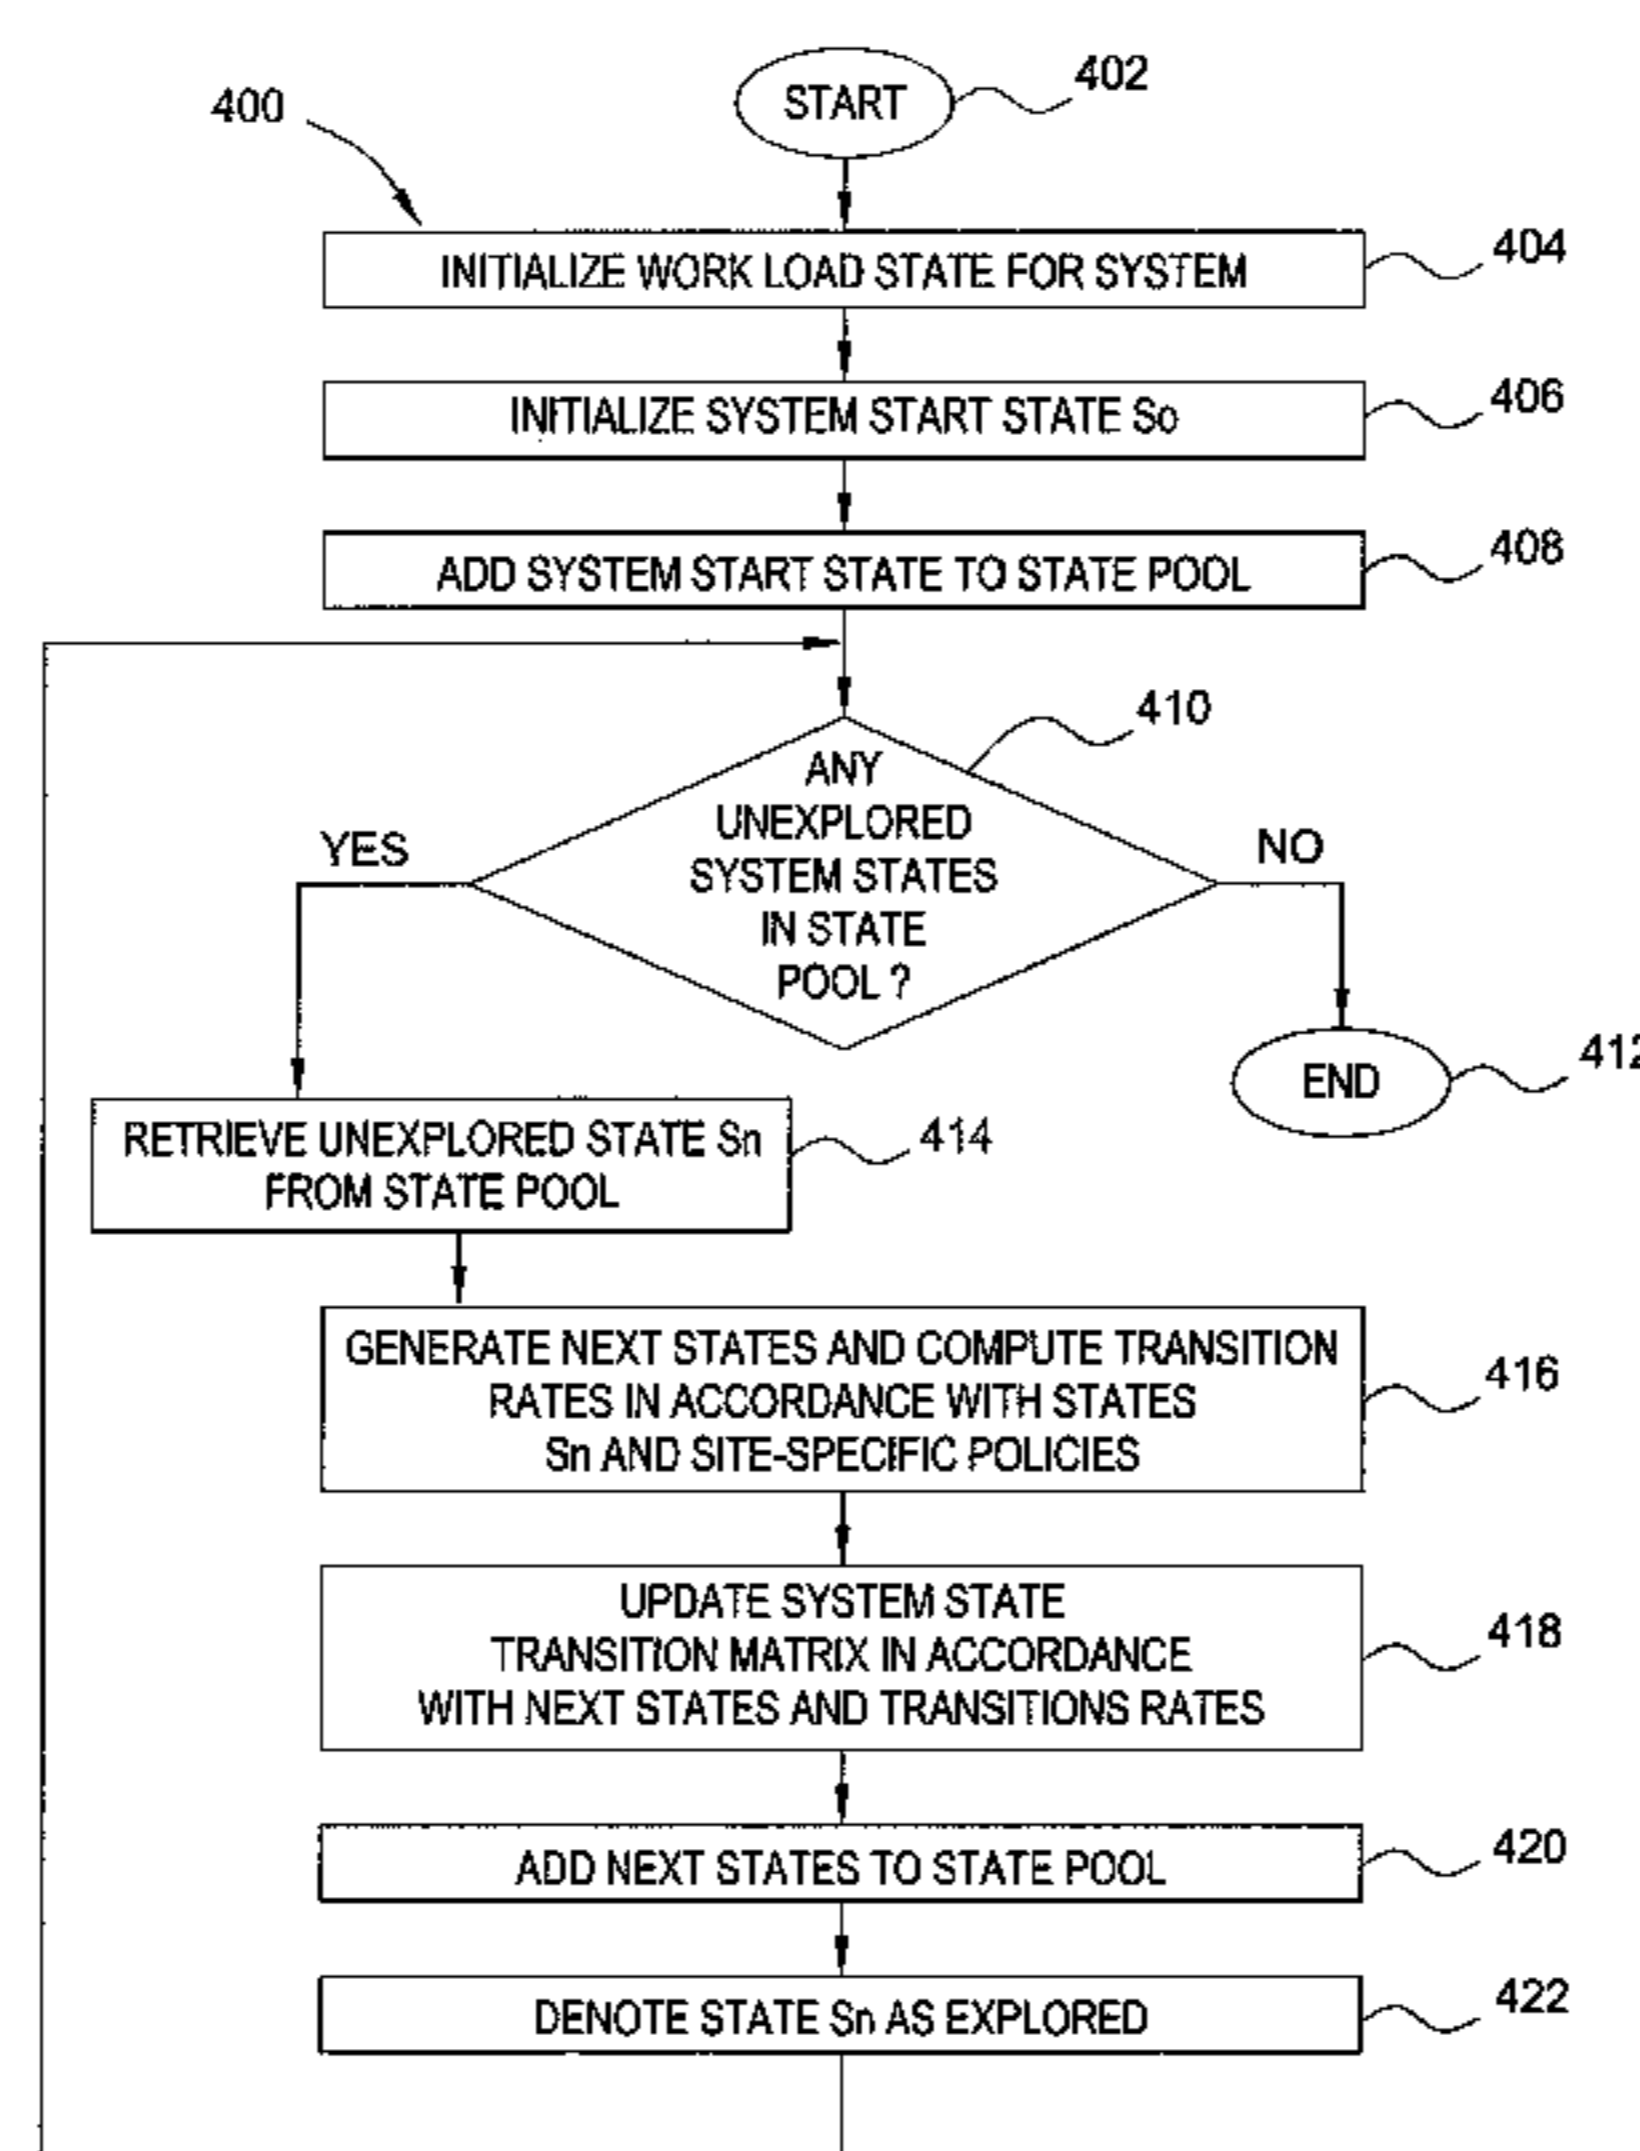 400
START
402
INITIALIZE WORK LOAD STATE FOR SYSTEM
404
INITIALIZE SYSTEM START STATE So
406
ADD SYSTEM START STATE TO STATE POOL
408
410
ANY
UNEXPLORED
SYSTEM STATES
IN STATE
POOL ?
YES
NO
END
412
RETRIEVE UNEXPLORED STATE Sn
FROM STATE POOL
414
GENERATE NEXT STATES AND COMPUTE TRANSITION
RATES IN ACCORDANCE WITH STATES
Sn AND SITE-SPECIFIC POLICIES
416
UPDATE SYSTEM STATE
TRANSITION MATRIX IN ACCORDANCE
WITH NEXT STATES AND TRANSITIONS RATES
418
ADD NEXT STATES TO STATE POOL
420
DENOTE STATE Sn AS EXPLORED
422